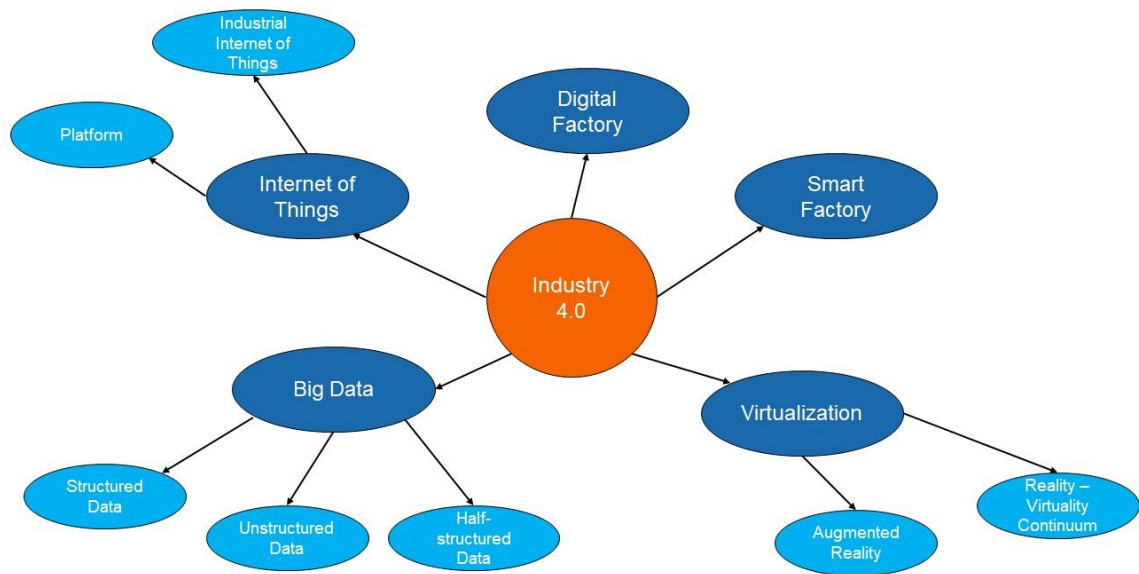 Industrial
Internet of
Things
Digital
Factory
Platform
Internet of
Things
Smart
Factory
Industry
4.0
Big Data
Virtualization
Structured
Data
Unstructured
Data
Half-
structured
Data
Augmented
Reality
Reality –
Virtuality
Continuum